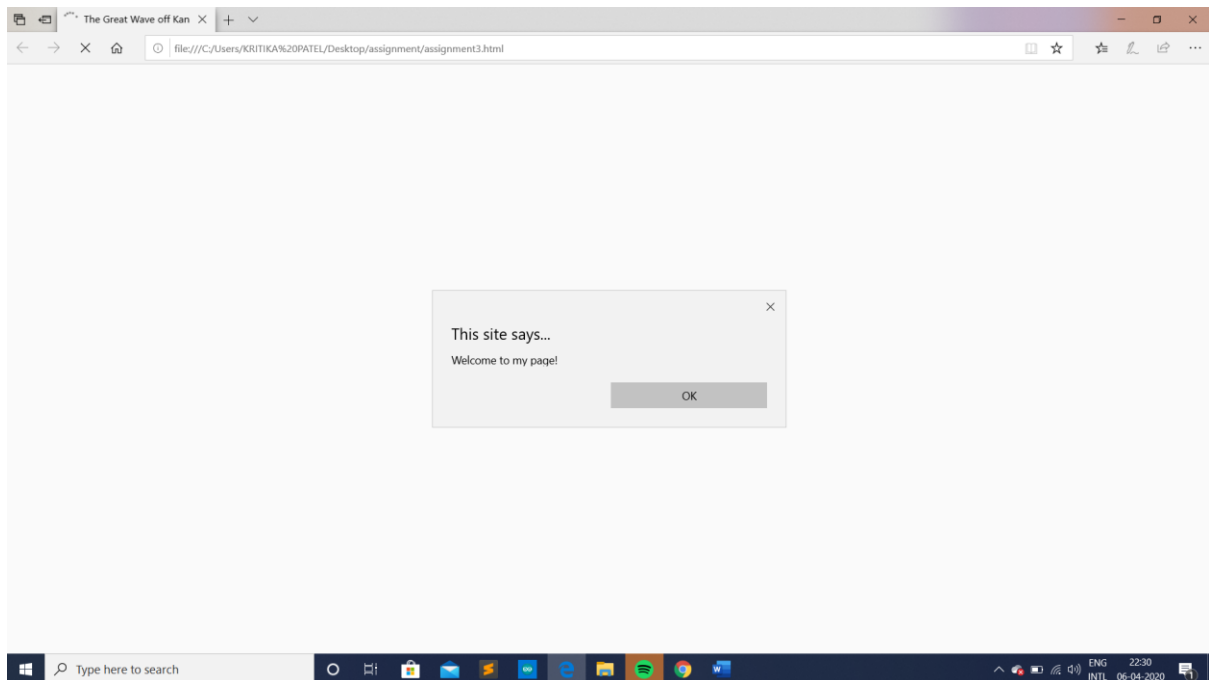 The Great Wave off Kan
file:///C:/Users/KRITIKA%20PATEL/Desktop/assignment/assignment3.html
This site says...
Welcome to my page!
OK
Type here to search
ENG 22:30
INTL 06-04-2020